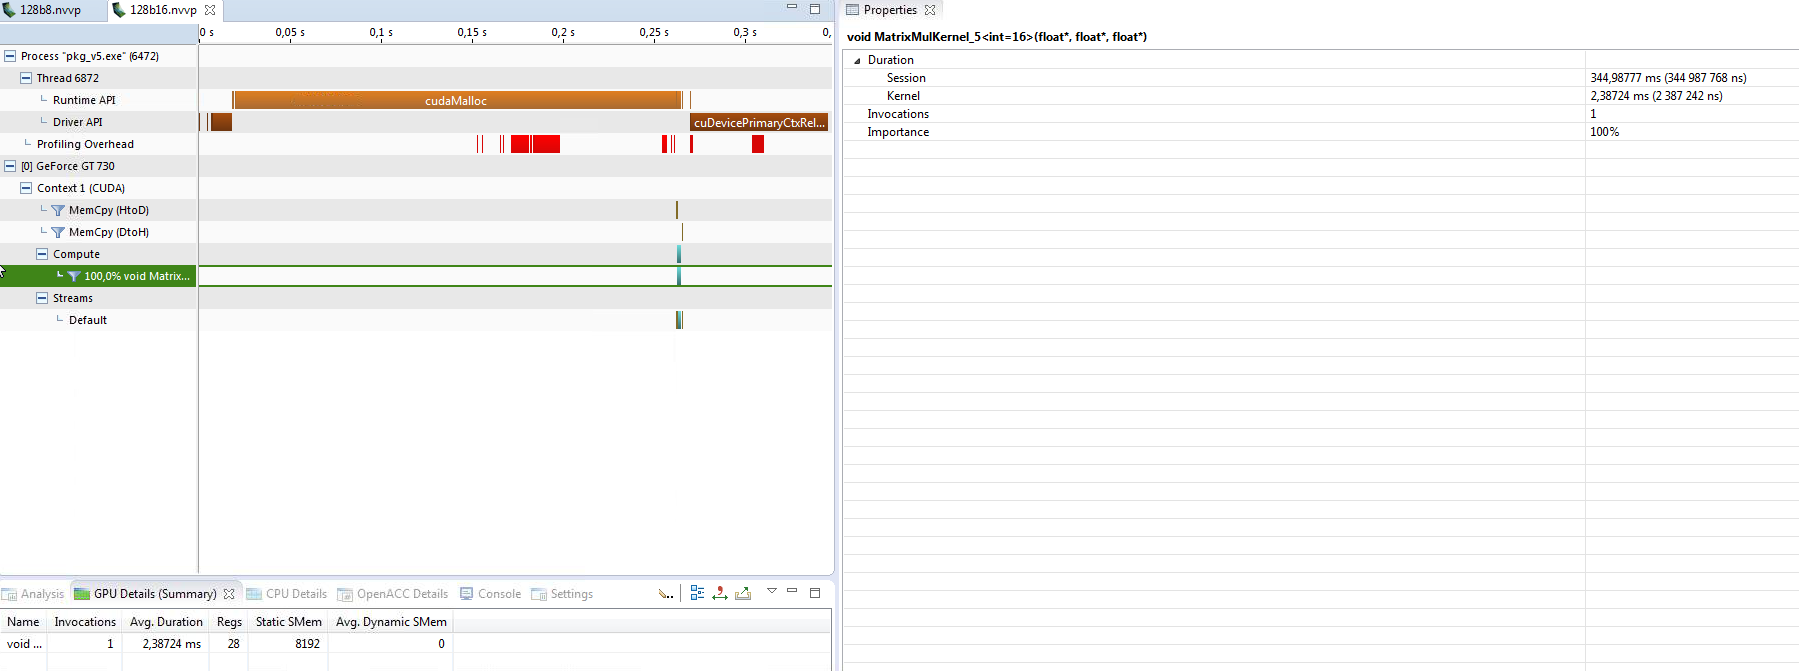 128b8.nvvp
128b16.nvvp
0 s 0,05 s 0,1 s 0,15 s 0,2 s 0,25 s 0,3 s 0,
Process "pkg_v5.exe" (6472)
Thread 6872
Runtime API
cudaMalloc
Driver API
cuDevicePrimaryCtxRel...
Profiling Overhead
[0] GeForce GT 730
Context 1 (CUDA)
MemCpy (HtoD)
MemCpy (DtoH)
Compute
100,0% void Matrix...
Streams
Default
Analysis GPU Details (Summary) CPU Details OpenACC Details Console Settings
Name Invocations Avg. Duration Regs Static SMem Avg. Dynamic SMem
void ... 1 2,38724 ms 28 8192 0
Properties
void MatrixMulKernel_5<int=16>(float*, float*, float*)
Duration
Session 344,98777 ms (344 987 768 ns)
Kernel 2,38724 ms (2 387 242 ns)
Invocations 1
Importance 100%